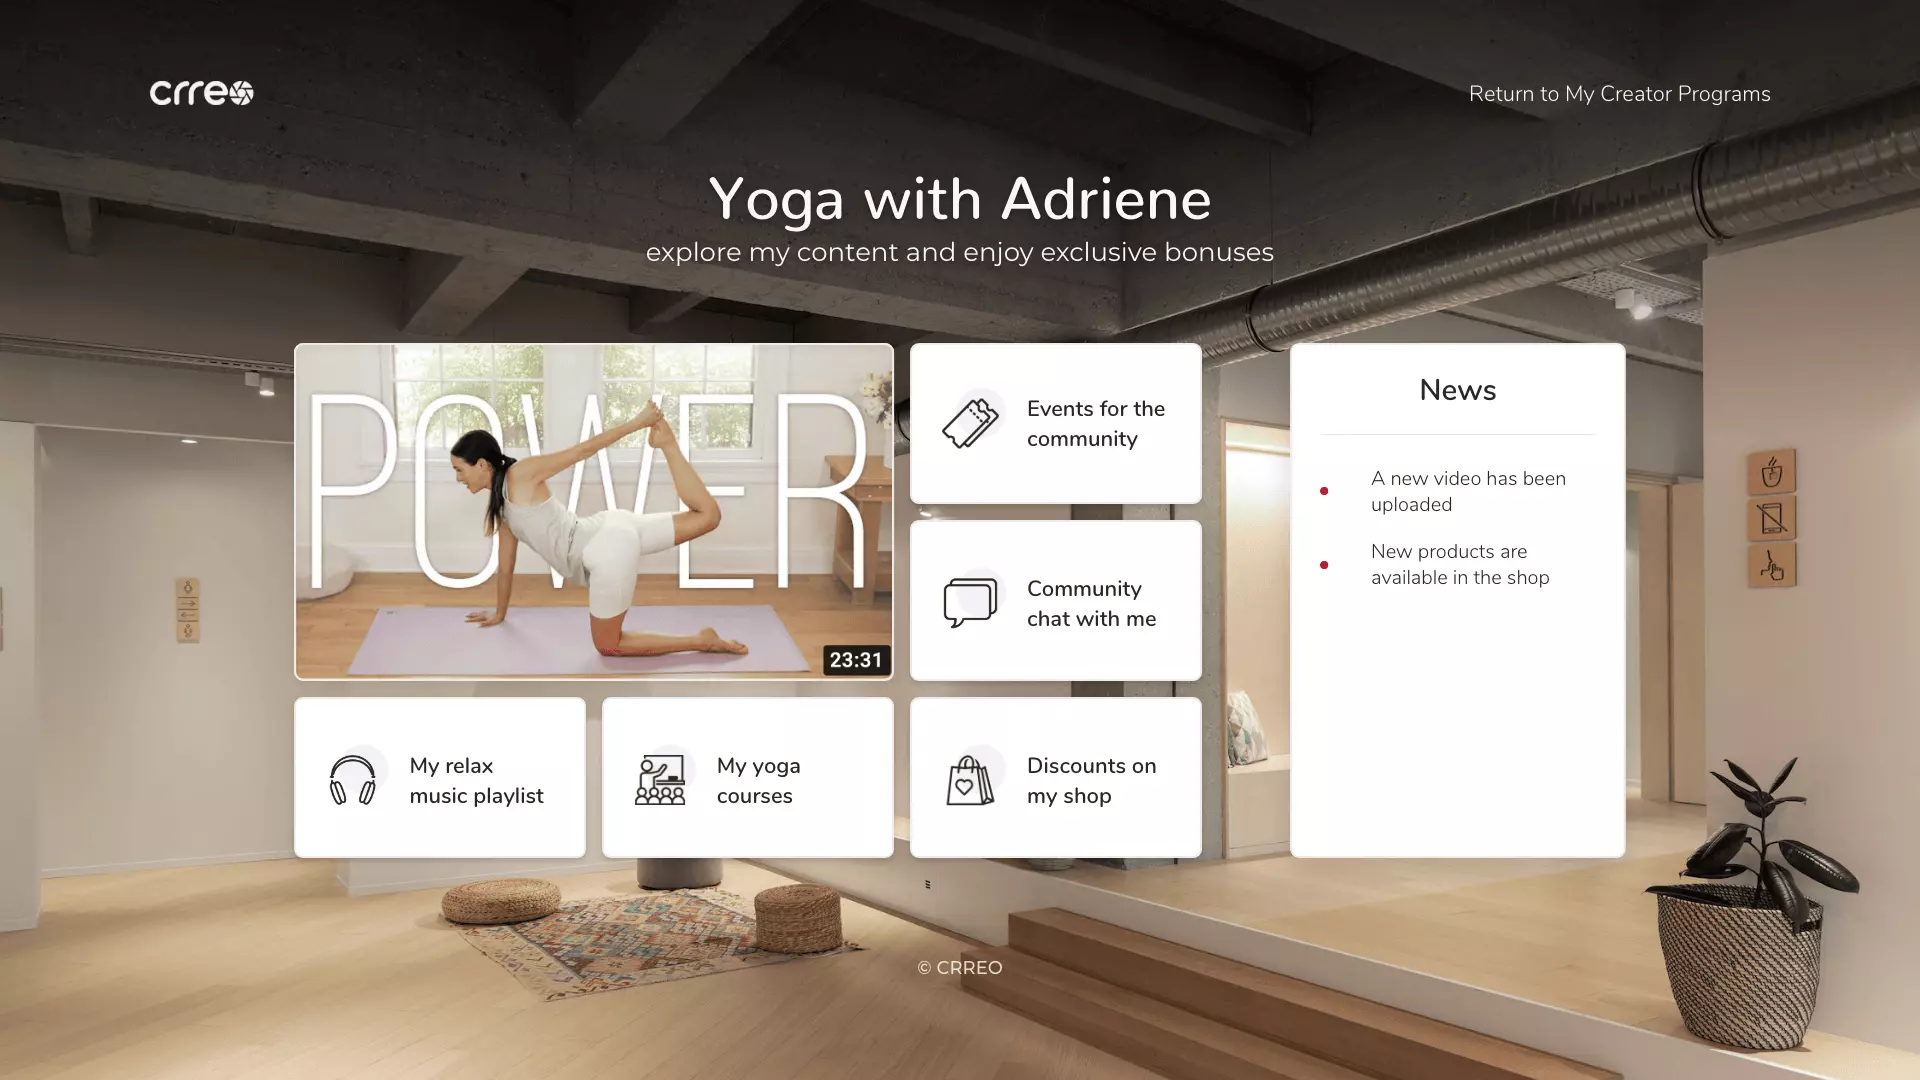 crreo
Return to My Creator Programs
Yoga with Adriene
explore my content and enjoy exclusive bonuses
POWER
23:31
Events for the
community
Community
chat with me
My relax
music playlist
My yoga
courses
Discounts on
my shop
News
A new video has been
uploaded
New products are
available in the shop
© CRREO